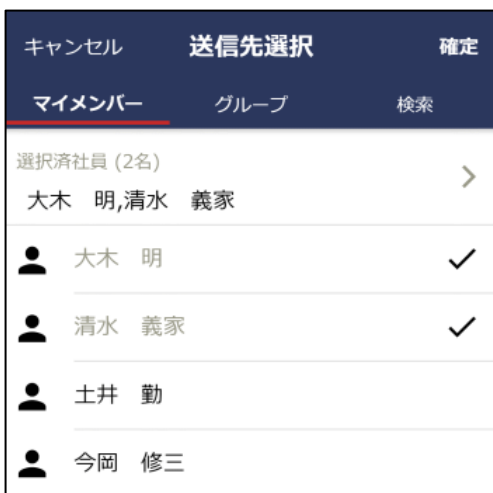 キャンセル 送信先選択 確定
マイメンバー グループ 検索
選択済社員 (2名)
大木　明,清水　義家
大木　明
清水　義家
土井　勤
今岡　修三